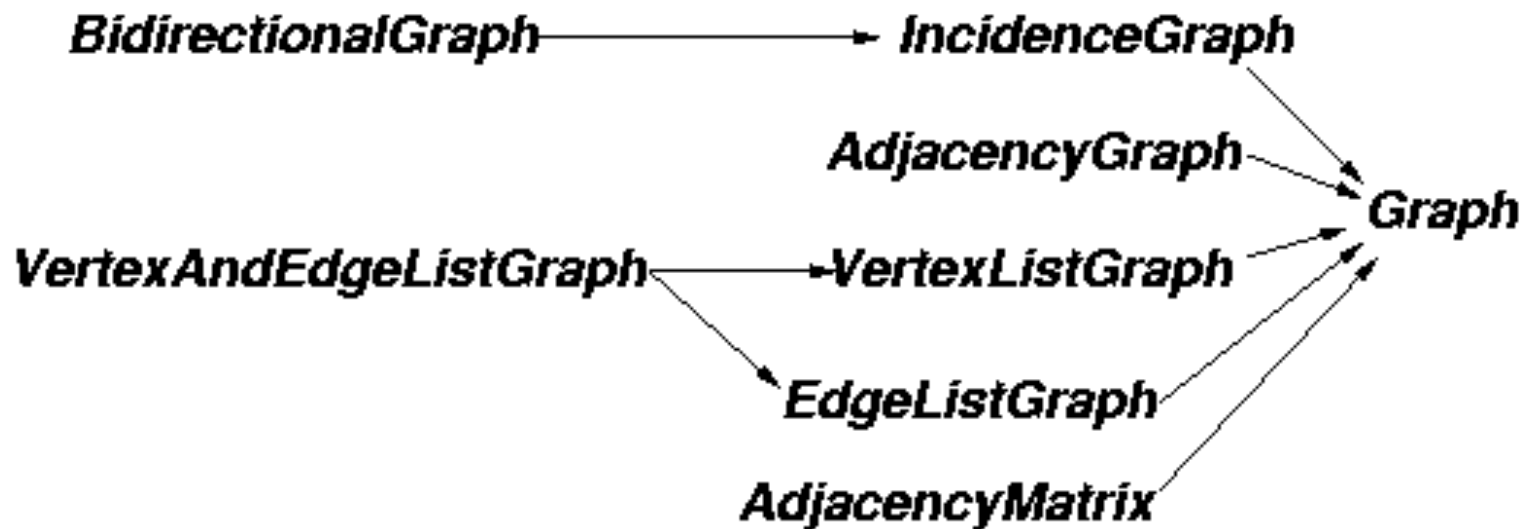 BidirectionalGraph
IncidenceGraph
AdjacencyGraph
Graph
VertexAndEdgeListGraph
VertexListGraph
EdgeListGraph
AdjacencyMatrix